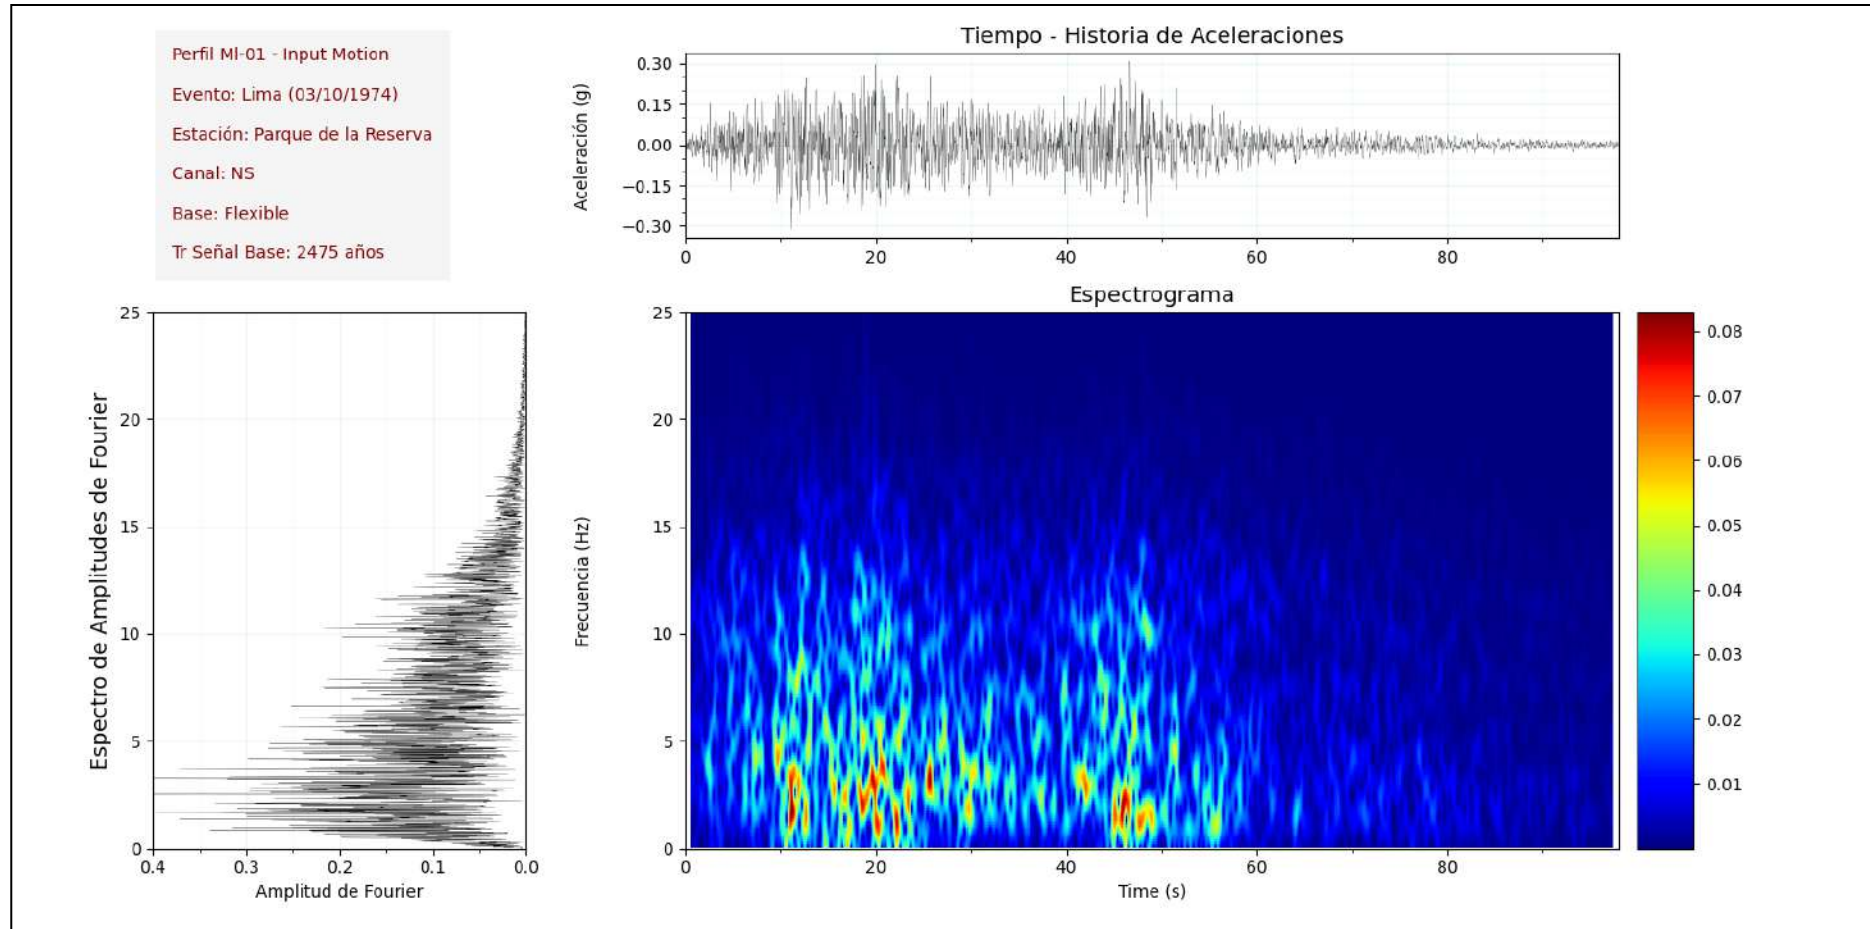 Perfil MI-01 - Input Motion
Evento: Lima (03/10/1974)
Estación: Parque de la Reserva
Canal: NS
Base: Flexible
Tr Señal Base: 2475 años
Tiempo - Historia de Aceleraciones
Aceleración (g)
0.30
0.15
0.00
−0.15
−0.30
0 20 40 60 80
Espectro de Amplitudes de Fourier
25
20
15
10
5
0
0.4 0.3 0.2 0.1 0.0
Amplitud de Fourier
Espectrograma
Frecuencia (Hz)
25
20
15
10
5
0
0 20 40 60 80
Time (s)
0.08
0.07
0.06
0.05
0.04
0.03
0.02
0.01